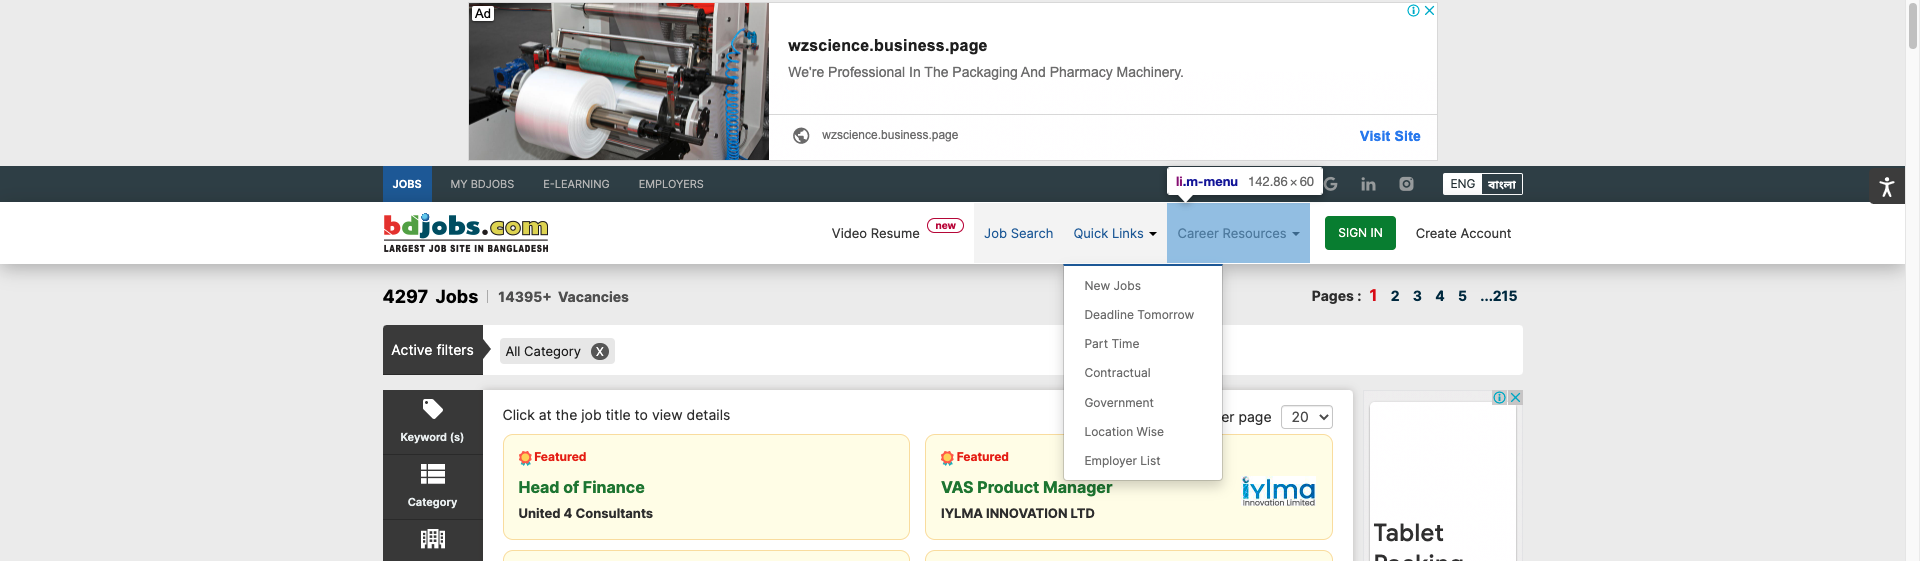 Ad
wzscience.business.page
We're Professional In The Packaging And Pharmacy Machinery.
wzscience.business.page
Visit Site
JOBS
MY BDJOBS
E-LEARNING
EMPLOYERS
li.m-menu 142.86 × 60
ENG
বাংলা
bdjobs.com
LARGEST JOB SITE IN BANGLADESH
Video Resume
new
Job Search
Quick Links
Career Resources
SIGN IN
Create Account
New Jobs
Deadline Tomorrow
Part Time
Contractual
Government
Location Wise
Employer List
4297 Jobs
14395+ Vacancies
Pages : 1 2 3 4 5 ...215
Active filters
All Category X
Keyword (s)
Category
Click at the job title to view details
er page 20
Featured
Head of Finance
United 4 Consultants
Featured
VAS Product Manager
IYLMA INNOVATION LTD
iylma
Innovation Limited
Tablet
Packing